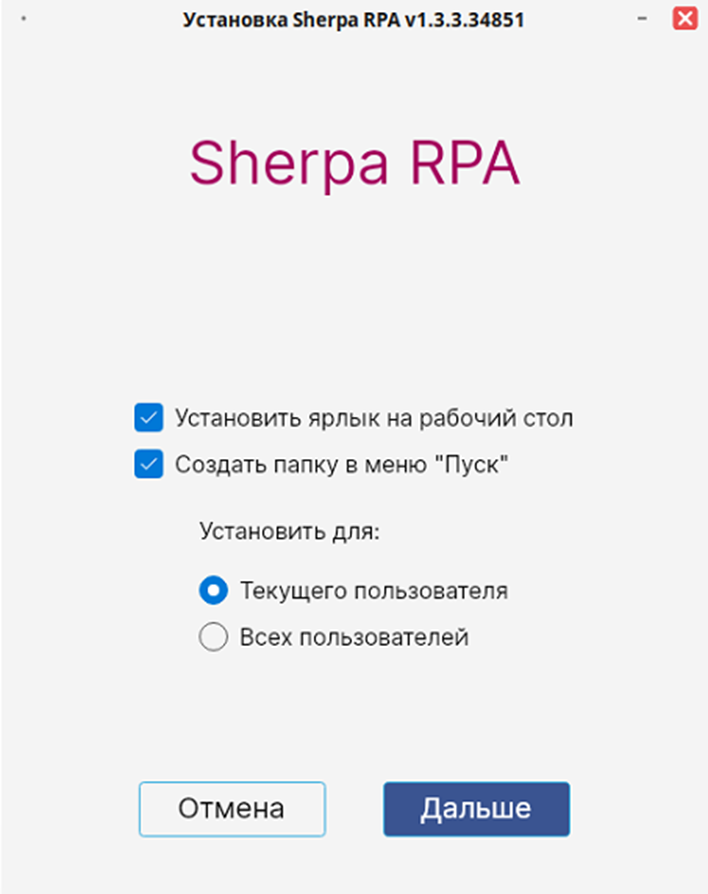 Установка Sherpa RPA v1.3.3.34851
Sherpa RPA
Установить ярлык на рабочий стол
Создать папку в меню "Пуск"
Установить для:
Текущего пользователя
Всех пользователей
Отмена
Дальше